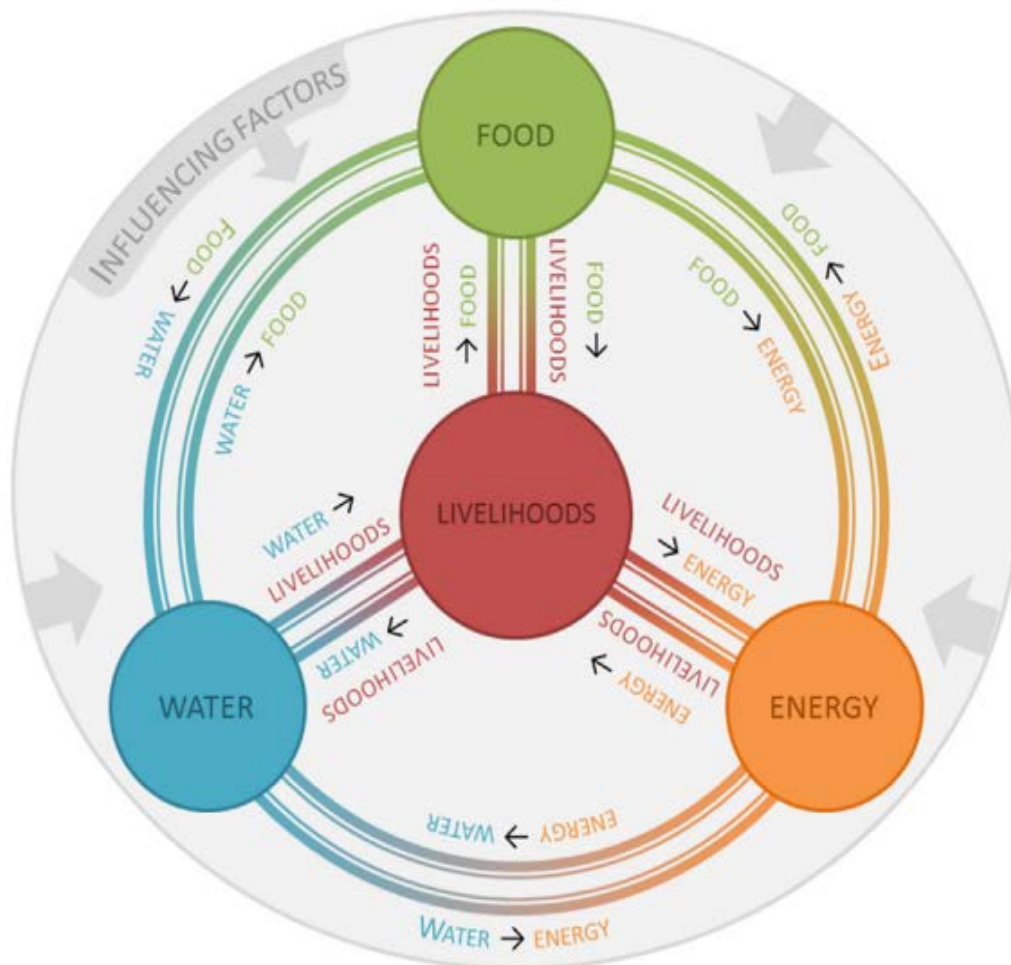 INFLUENCING FACTORS
FOOD
FOOD → WATER
WATER → FOOD
LIVELIHOODS
→ FOOD
LIVELIHOODS
FOOD →
FOOD → ENERGY
ENERGY → FOOD
LIVELIHOODS
WATER →
LIVELIHOODS
LIVELIHOODS
→ WATER
LIVELIHOODS
→ ENERGY
ENERGY →
LIVELIHOODS
WATER
ENERGY
ENERGY → WATER
WATER → ENERGY